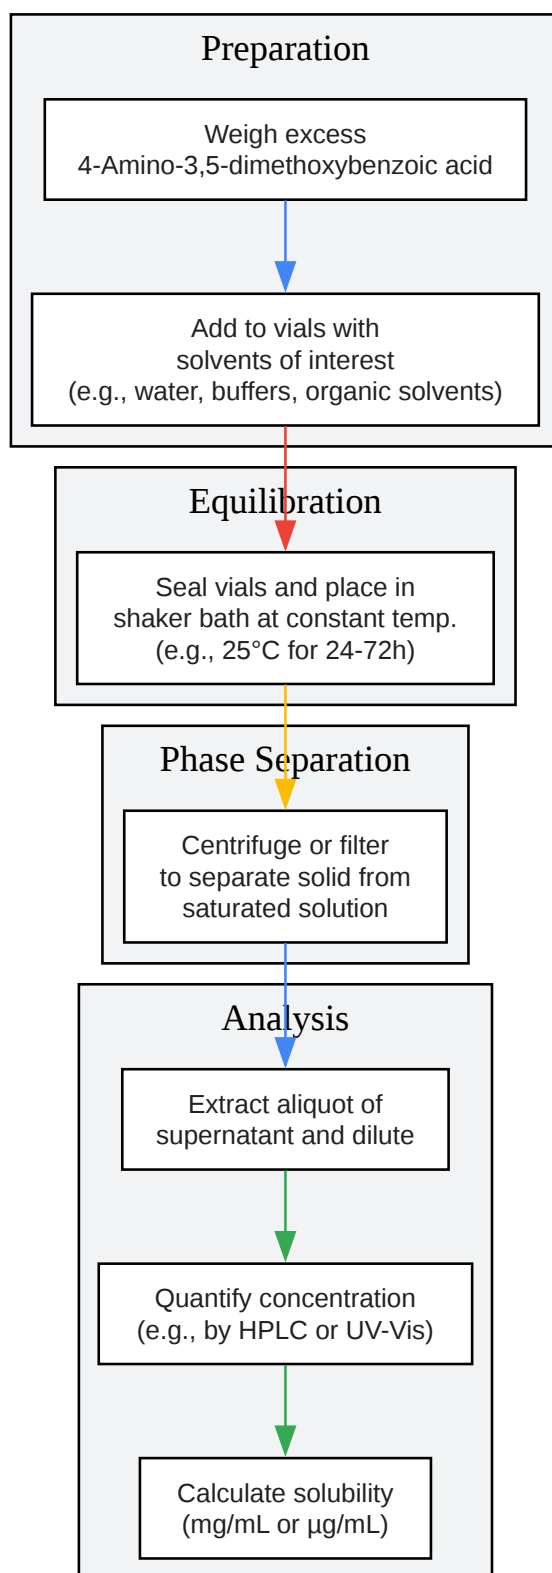 Preparation
Weigh excess
4-Amino-3,5-dimethoxybenzoic acid
Add to vials with
solvents of interest
(e.g., water, buffers, organic solvents)
Equilibration
Seal vials and place in
shaker bath at constant temp.
(e.g., 25°C for 24-72h)
Phase Separation
Centrifuge or filter
to separate solid from
saturated solution
Analysis
Extract aliquot of
supernatant and dilute
Quantify concentration
(e.g., by HPLC or UV-Vis)
Calculate solubility
(mg/mL or µg/mL)